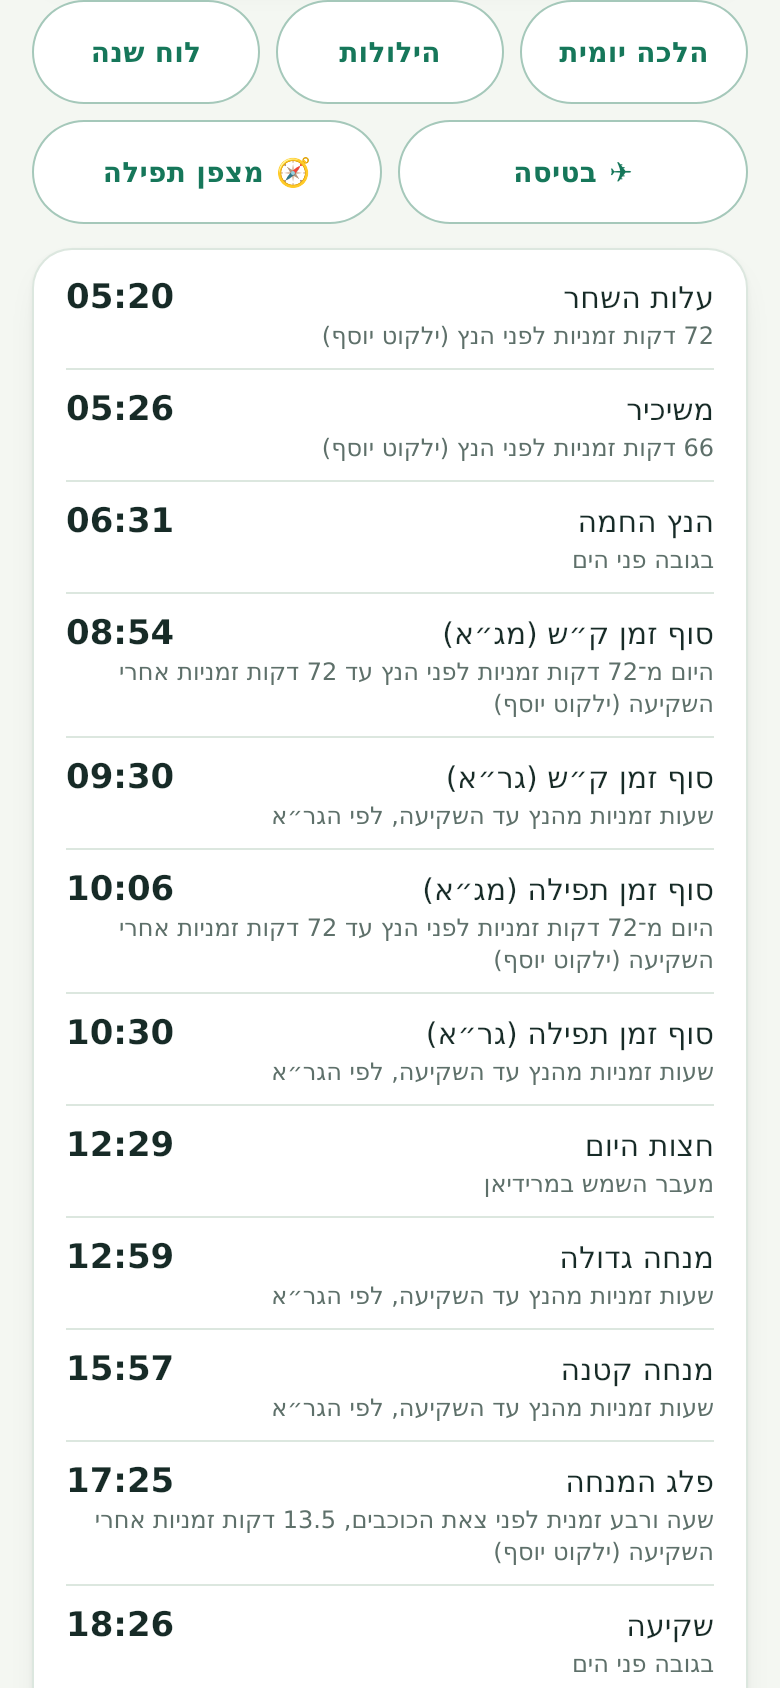 הלכה יומית
הילולות
לוח שנה
✈ בטיסה
🧭 מצפן תפילה
עלות השחר
05:20
72 דקות זמניות לפני הנץ (ילקוט יוסף)
משיכיר
05:26
66 דקות זמניות לפני הנץ (ילקוט יוסף)
הנץ החמה
06:31
בגובה פני הים
סוף זמן ק״ש (מג״א)
08:54
היום מ־72 דקות זמניות לפני הנץ עד 72 דקות זמניות אחרי
השקיעה (ילקוט יוסף)
סוף זמן ק״ש (גר״א)
09:30
שעות זמניות מהנץ עד השקיעה, לפי הגר״א
סוף זמן תפילה (מג״א)
10:06
היום מ־72 דקות זמניות לפני הנץ עד 72 דקות זמניות אחרי
השקיעה (ילקוט יוסף)
סוף זמן תפילה (גר״א)
10:30
שעות זמניות מהנץ עד השקיעה, לפי הגר״א
חצות היום
12:29
מעבר השמש במרידיאן
מנחה גדולה
12:59
שעות זמניות מהנץ עד השקיעה, לפי הגר״א
מנחה קטנה
15:57
שעות זמניות מהנץ עד השקיעה, לפי הגר״א
פלג המנחה
17:25
שעה ורבע זמנית לפני צאת הכוכבים, 13.5 דקות זמניות אחרי
השקיעה (ילקוט יוסף)
שקיעה
18:26
בגובה פני הים